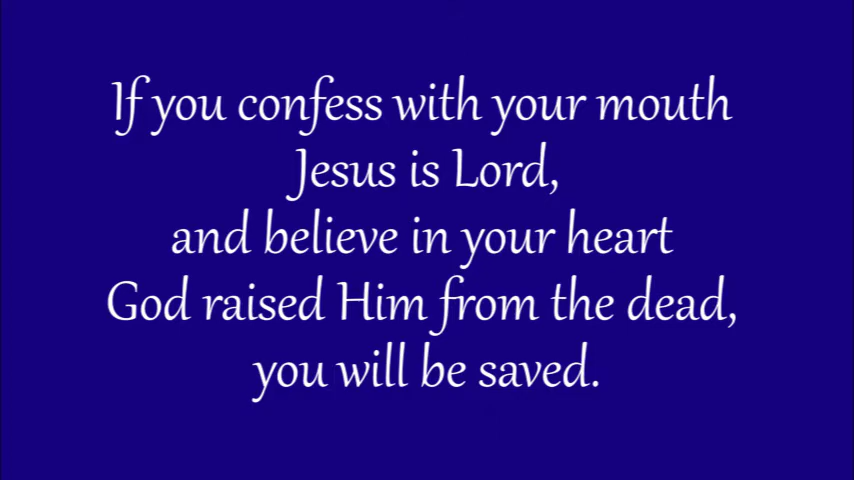 If you confess with your mouth
Jesus is Lord,
and believe in your heart
God raised Him from the dead,
you will be saved.